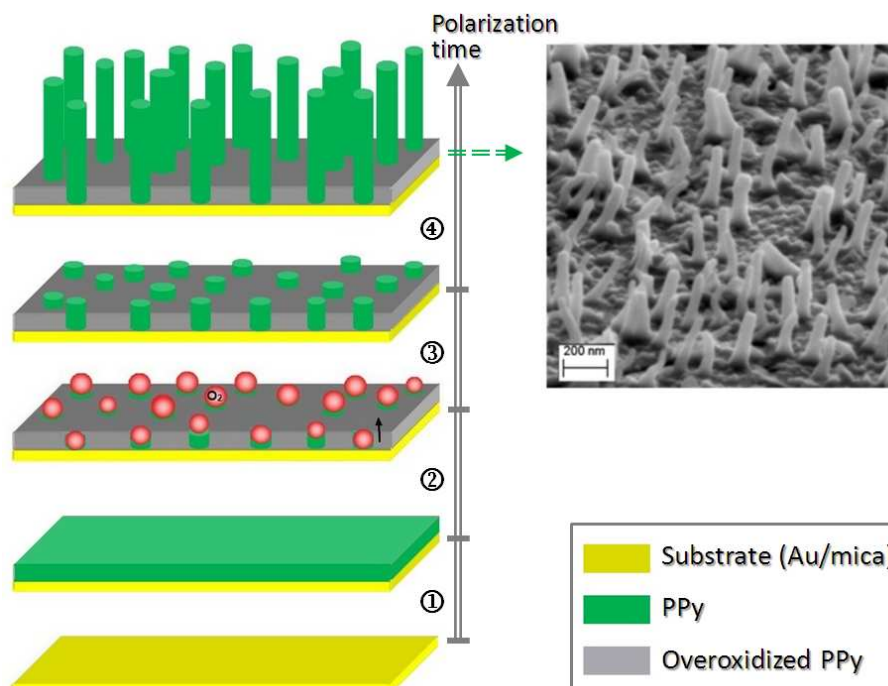 Polarization
time
④
③
O₂
②
①
200 nm
Substrate (Au/mica)
PPy
Overoxidized PPy